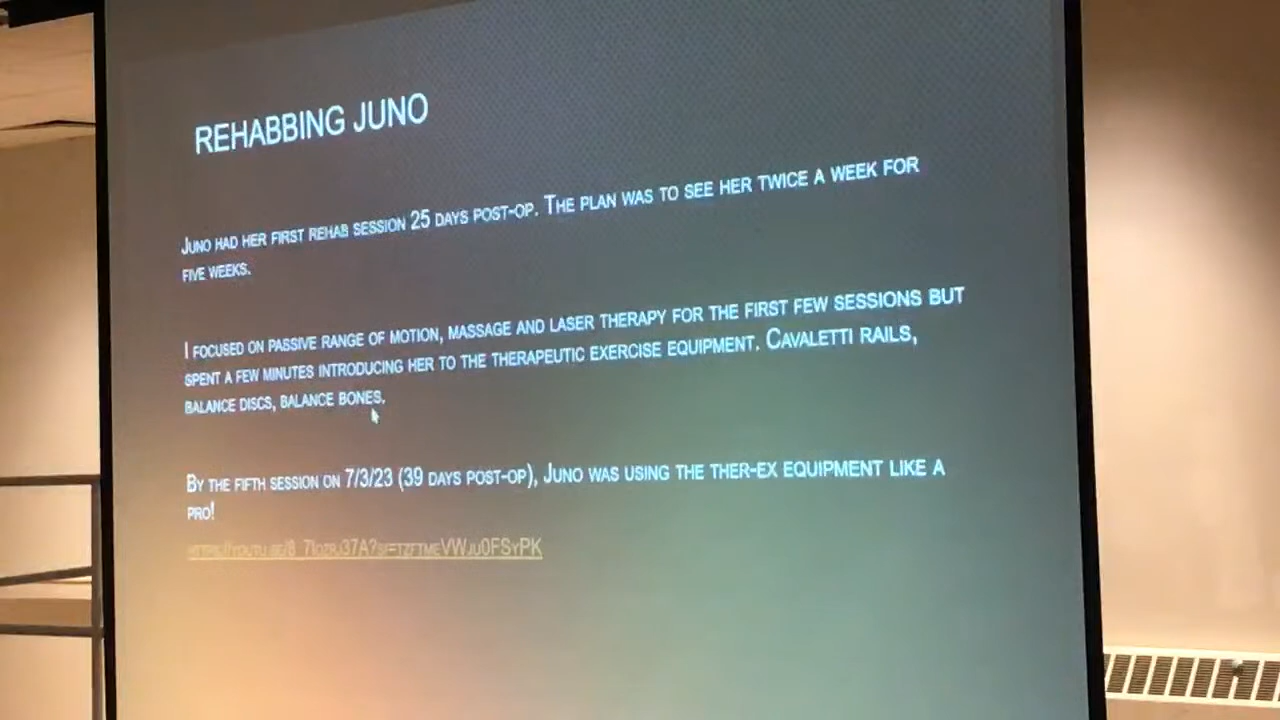 REHABBING JUNO
JUNO HAD HER FIRST REHAB SESSION 25 DAYS POST-OP. THE PLAN WAS TO SEE HER TWICE A WEEK FOR
FIVE WEEKS.
I FOCUSED ON PASSIVE RANGE OF MOTION, MASSAGE AND LASER THERAPY FOR THE FIRST FEW SESSIONS BUT
SPENT A FEW MINUTES INTRODUCING HER TO THE THERAPEUTIC EXERCISE EQUIPMENT. CAVALETTI RAILS,
BALANCE DISCS, BALANCE BONES.
BY THE FIFTH SESSION ON 7/3/23 (39 DAYS POST-OP), JUNO WAS USING THE THER-EX EQUIPMENT LIKE A
PRO!